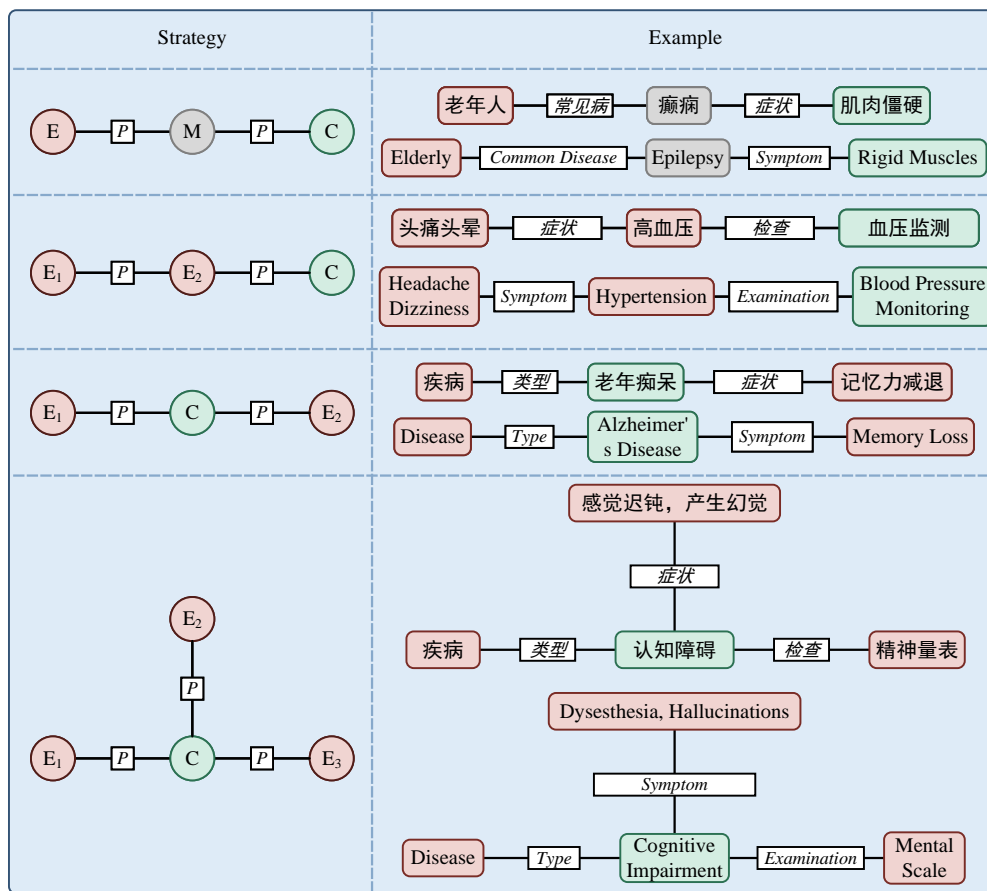 Strategy
Example
E P M P C
老年人 常见病 癫痫 症状 肌肉僵硬
Elderly Common Disease Epilepsy Symptom Rigid Muscles
E₁ P E₂ P C
头痛头晕 症状 高血压 检查 血压监测
Headache Dizziness Symptom Hypertension Examination Blood Pressure Monitoring
E₁ P C P E₂
疾病 类型 老年痴呆 症状 记忆力减退
Disease Type Alzheimer's Disease Symptom Memory Loss
E₂
P
E₁ P C P E₃
感觉迟钝，产生幻觉
症状
疾病 类型 认知障碍 检查 精神量表
Dysesthesia, Hallucinations
Symptom
Disease Type Cognitive Impairment Examination Mental Scale